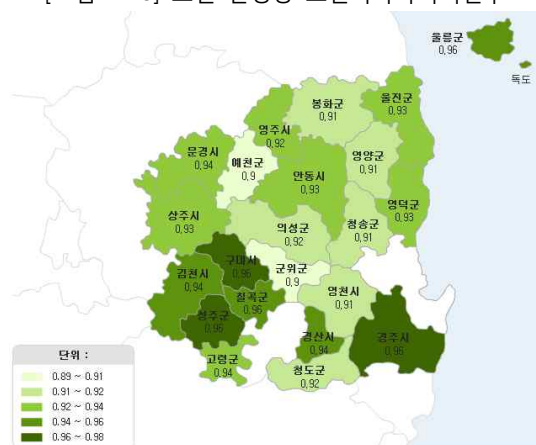 울릉군
0,96
독도
봉화군
0,91
울진군
0,93
영주시
0,92
문경시
0,94
예천군
0,9
안동시
0,93
영양군
0,91
영덕군
0,93
상주시
0,93
의성군
0,92
청송군
0,91
구미시
0,96
군위군
0,9
김천시
0,94
칠곡군
0,96
영천시
0,91
성주군
0,96
경산시
0,94
경주시
0,96
고령군
0,94
청도군
0,92
단위 :
0.89 ~ 0.91
0.91 ~ 0.92
0.92 ~ 0.94
0.94 ~ 0.96
0.96 ~ 0.98